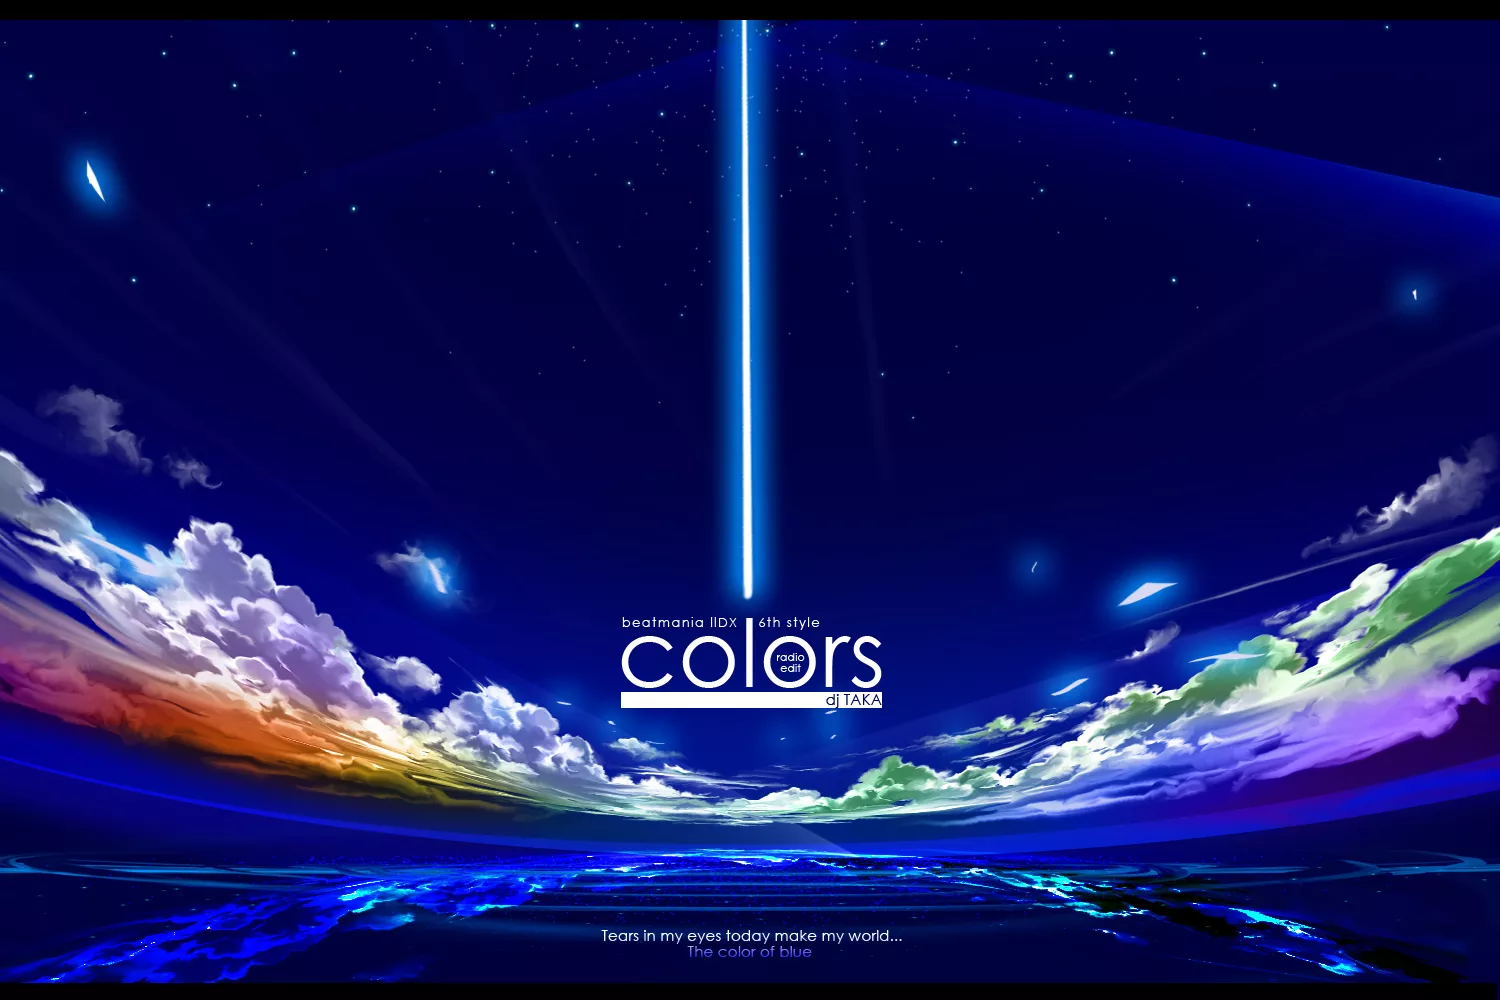 beatmania llDX 6th style
colors
radio
edit
dj TAKA
Tears in my eyes today make my world...
The color of blue